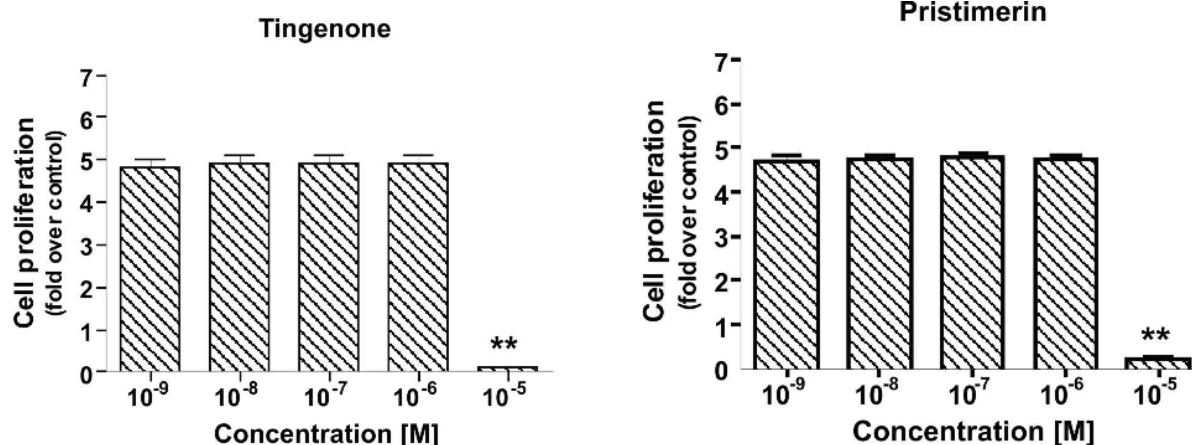 Tingenone
Cell proliferation
(fold over control)
7
6
5
4
3
2
1
0
**
10⁻⁹ 10⁻⁸ 10⁻⁷ 10⁻⁶ 10⁻⁵
Concentration [M]
Pristimerin
Cell proliferation
(fold over control)
7
6
5
4
3
2
1
0
**
10⁻⁹ 10⁻⁸ 10⁻⁷ 10⁻⁶ 10⁻⁵
Concentration [M]